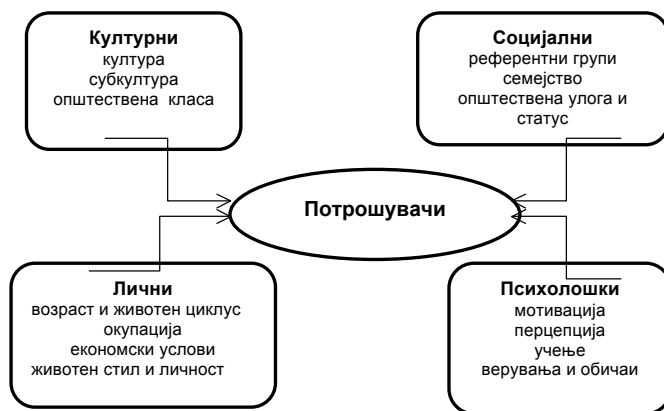 Културни
култура
субкултура
општествена класа
Социјални
референтни групи
семејство
општествена улога и
статус
Потрошувачи
Лични
возраст и животен циклус
окупација
економски услови
животен стил и личност
Психолошки
мотивација
перцепција
учење
верувања и обичаи